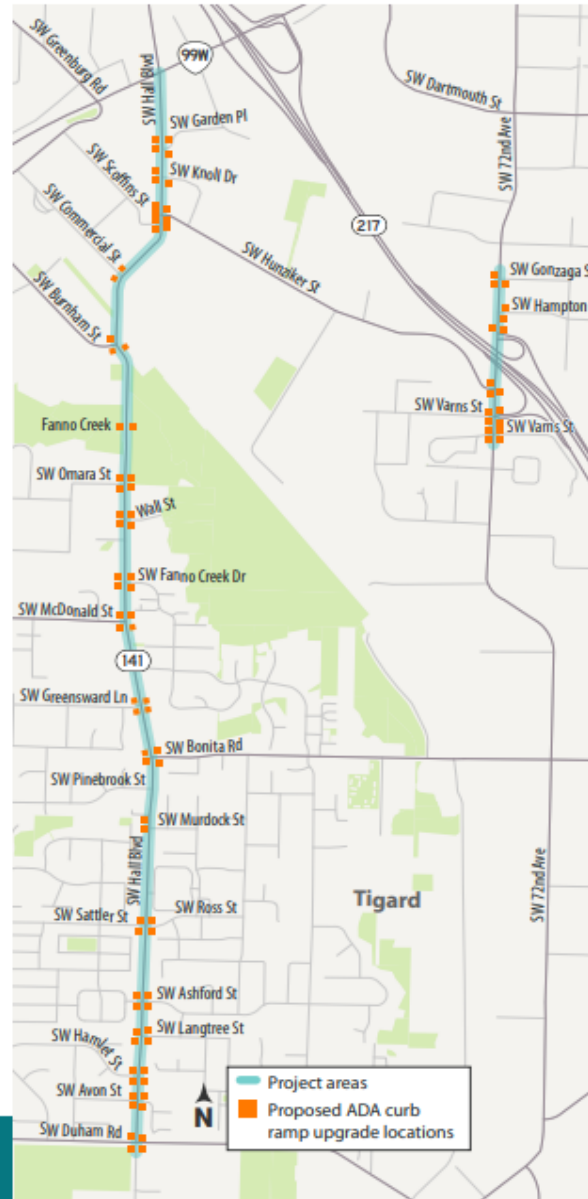 SW Greenburg Rd
99W
SW Hall Blvd
SW Dartmouth St
SW Garden Pl
SW 72nd Ave
SW Scoffins St
SW Knoll Dr
SW Commercial St
217
SW Hunziker St
SW Gonzaga S
SW Burnham St
SW Hampton
SW Varns St
SW Varns St
Fanno Creek
SW Omara St
Wall St
SW Fanno Creek Dr
SW McDonald St
141
SW Greensward Ln
SW Bonita Rd
SW Pinebrook St
SW Murdock St
SW Hall Blvd
Tigard
SW 72nd Ave
SW Sattler St
SW Ross St
SW Ashford St
SW Langtree St
SW Hamlet St
SW Avon St
N
Project areas
Proposed ADA curb
ramp upgrade locations
SW Duham Rd